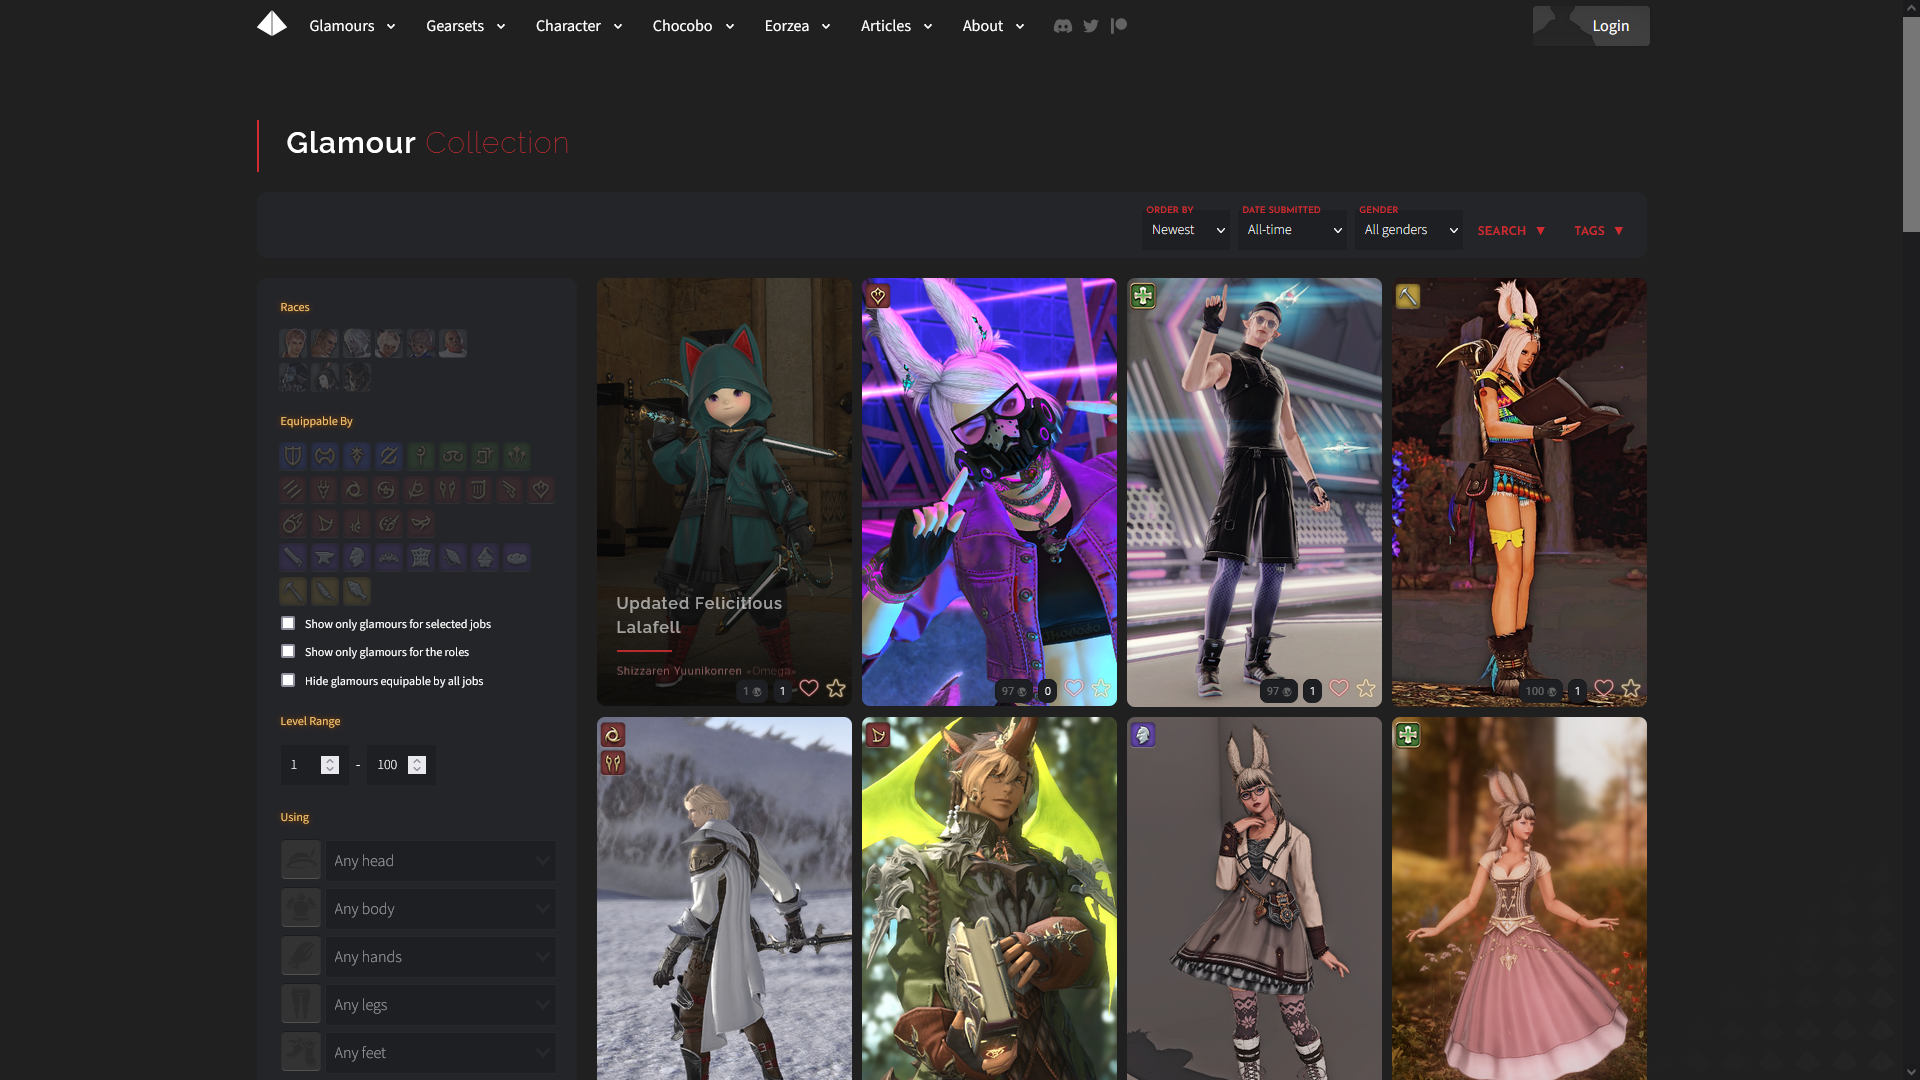 Glamours
Gearsets
Character
Chocobo
Eorzea
Articles
About
Login
Glamour Collection
ORDER BY
DATE SUBMITTED
GENDER
Newest
All-time
All genders
SEARCH ▼
TAGS ▼
Races
Equippable By
Show only glamours for selected jobs
Show only glamours for the roles
Hide glamours equipable by all jobs
Level Range
1 - 100
Using
Any head
Any body
Any hands
Any legs
Any feet
Updated Felicitious
Lalafell
Shizzaren Yuunikonren «Omega»
1 1
97 0
97 1
100 1